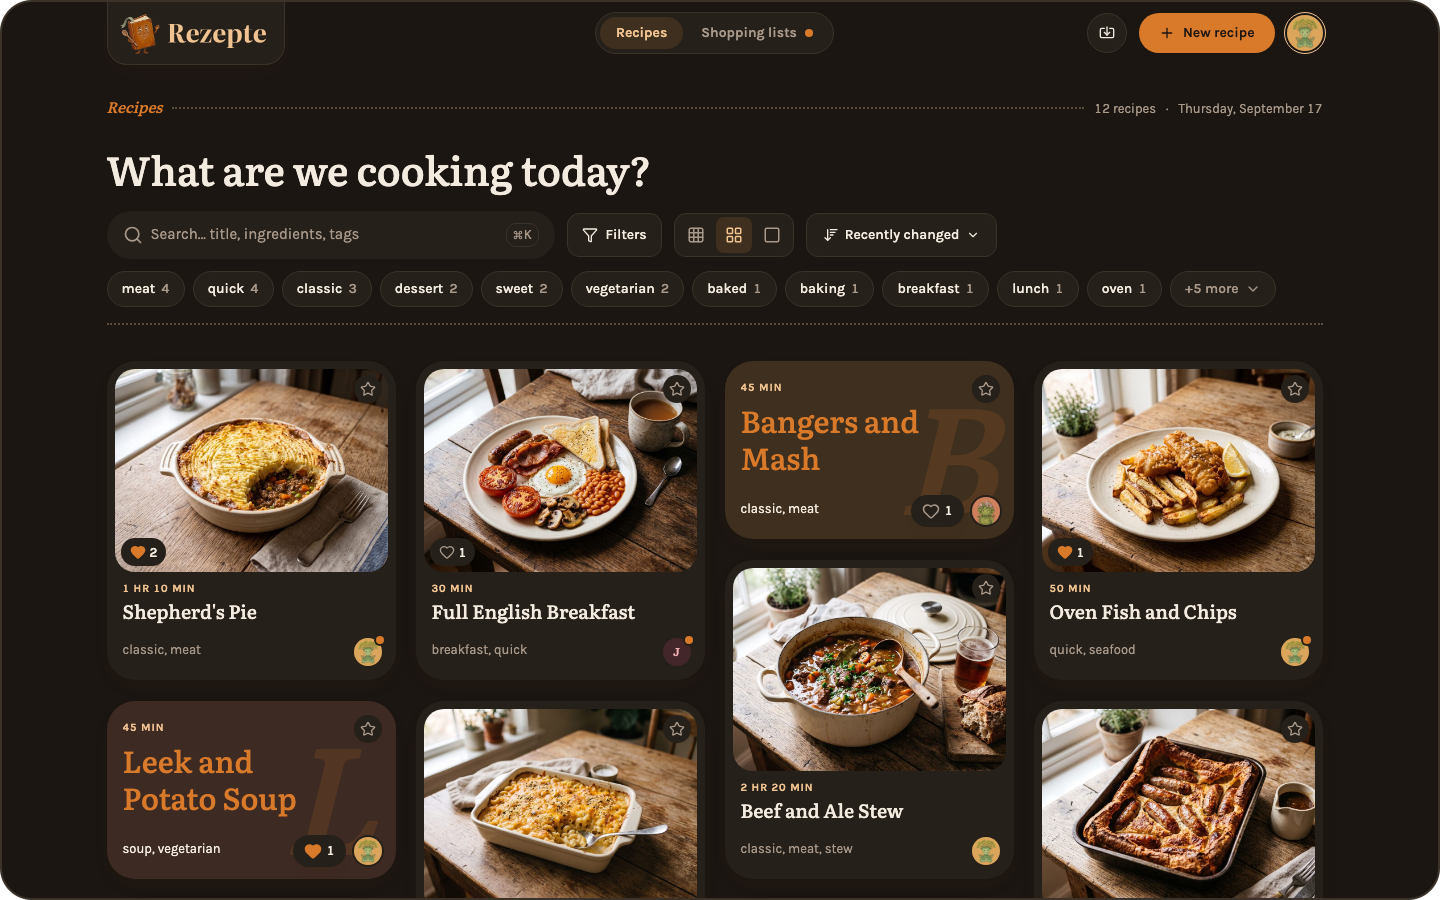 Rezepte
Recipes
Shopping lists
New recipe
Recipes
12 recipes · Thursday, September 17
What are we cooking today?
Search... title, ingredients, tags
⌘K
Filters
Recently changed
meat 4
quick 4
classic 3
dessert 2
sweet 2
vegetarian 2
baked 1
baking 1
breakfast 1
lunch 1
oven 1
+5 more
2
1 HR 10 MIN
Shepherd's Pie
classic, meat
1
30 MIN
Full English Breakfast
breakfast, quick
J
45 MIN
B
Bangers and
Mash
classic, meat
1
1
50 MIN
Oven Fish and Chips
quick, seafood
45 MIN
L
Leek and
Potato Soup
soup, vegetarian
1
2 HR 20 MIN
Beef and Ale Stew
classic, meat, stew